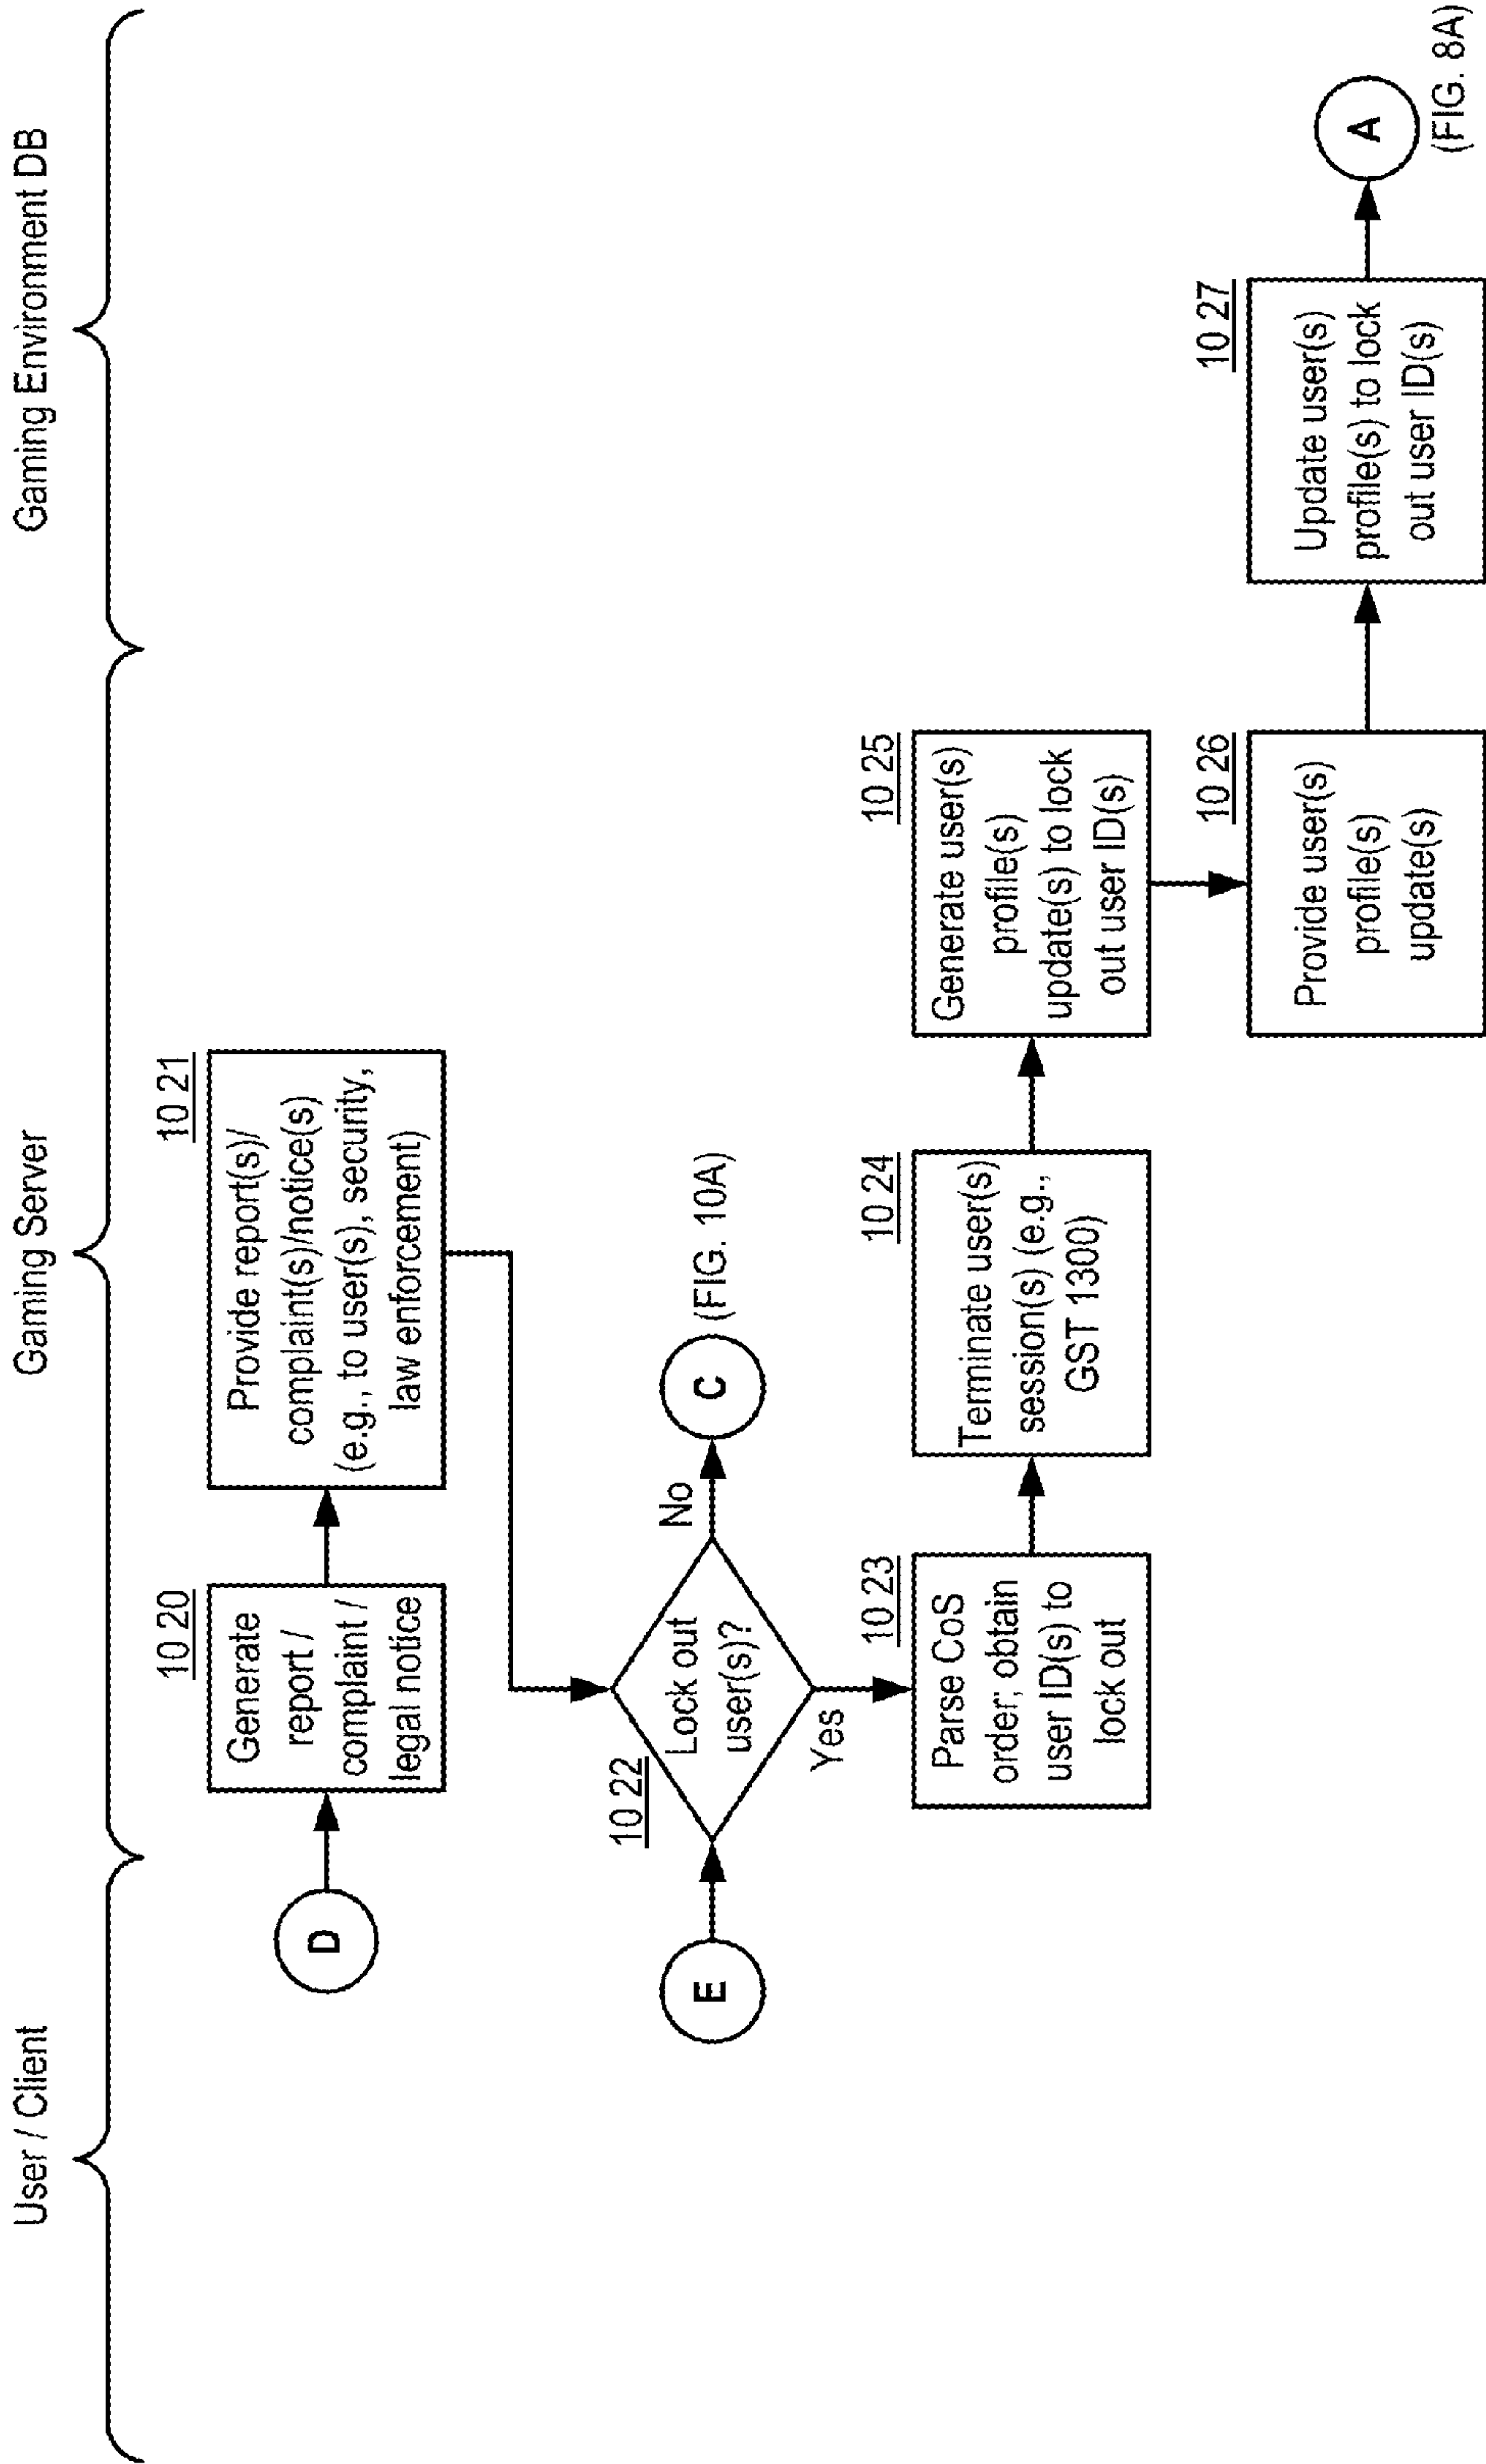 User / Client
Gaming Server
Gaming Environment DB
D
10 20
Generate
report /
complaint /
legal notice
10 21
Provide report(s)/
complaint(s)/notice(s)
(e.g., to user(s), security,
law enforcement)
E
10 22
Lock out
user(s)?
No
C
(FIG. 10A)
Yes
10 23
Parse CoS
order; obtain
user ID(s) to
lock out
10 24
Terminate user(s)
session(s) (e.g.,
GST 1300)
10 25
Generate user(s)
profile(s)
update(s) to lock
out user ID(s)
10 26
Provide user(s)
profile(s)
update(s)
10 27
Update user(s)
profile(s) to lock
out user ID(s)
A
(FIG. 8A)